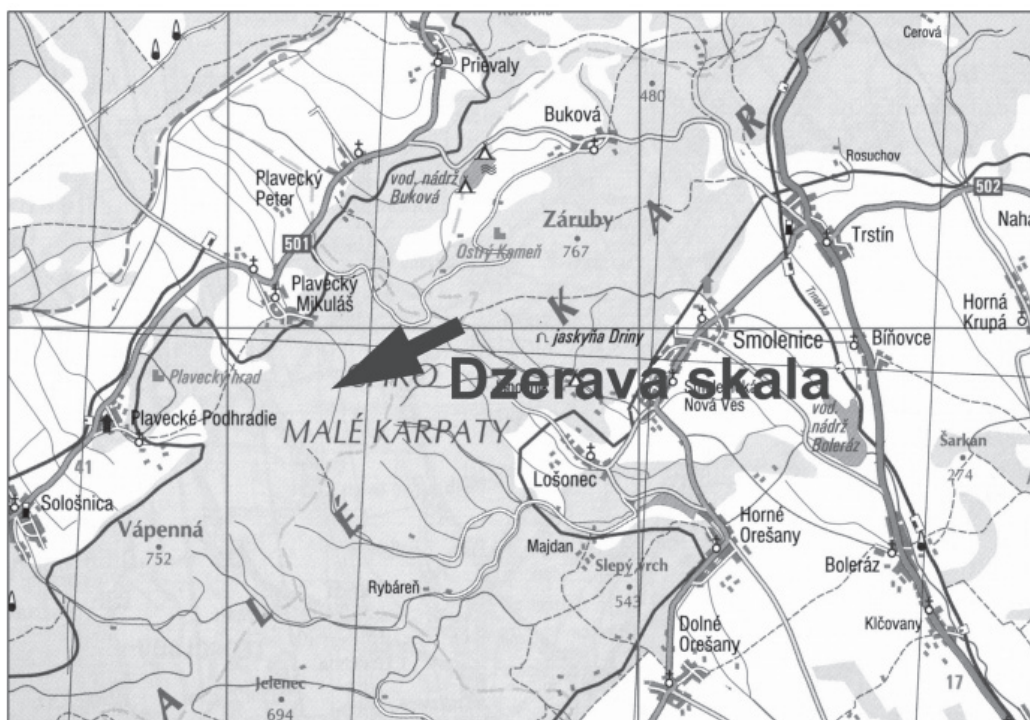 Cerová
Prievaly
480
Buková
Rosuchov
502
Plavecký
Peter
vod. nádrž
Buková
Záruby
767
Ostrý Kameň
Trstín
501
Plavecký
Mikuláš
Trnavka
Horná
Krupá
jaskyňa Driny
Smolenice
Bíňovce
Plavecký hrad
Dzeravá skala
Nová Ves
MALÉ KARPATY
Plavecké Podhradie
vod.
nádrž
Boleráz
Šarkan
274
41
Lošonec
Sološnica
Vápenná
752
Horné
Orešany
Majdan
Slepý vrch
543
Boleráz
Rybáreň
Klčovany
Dolné
Orešany
Jelenec
694
17
K
A
R
P
A
L
É